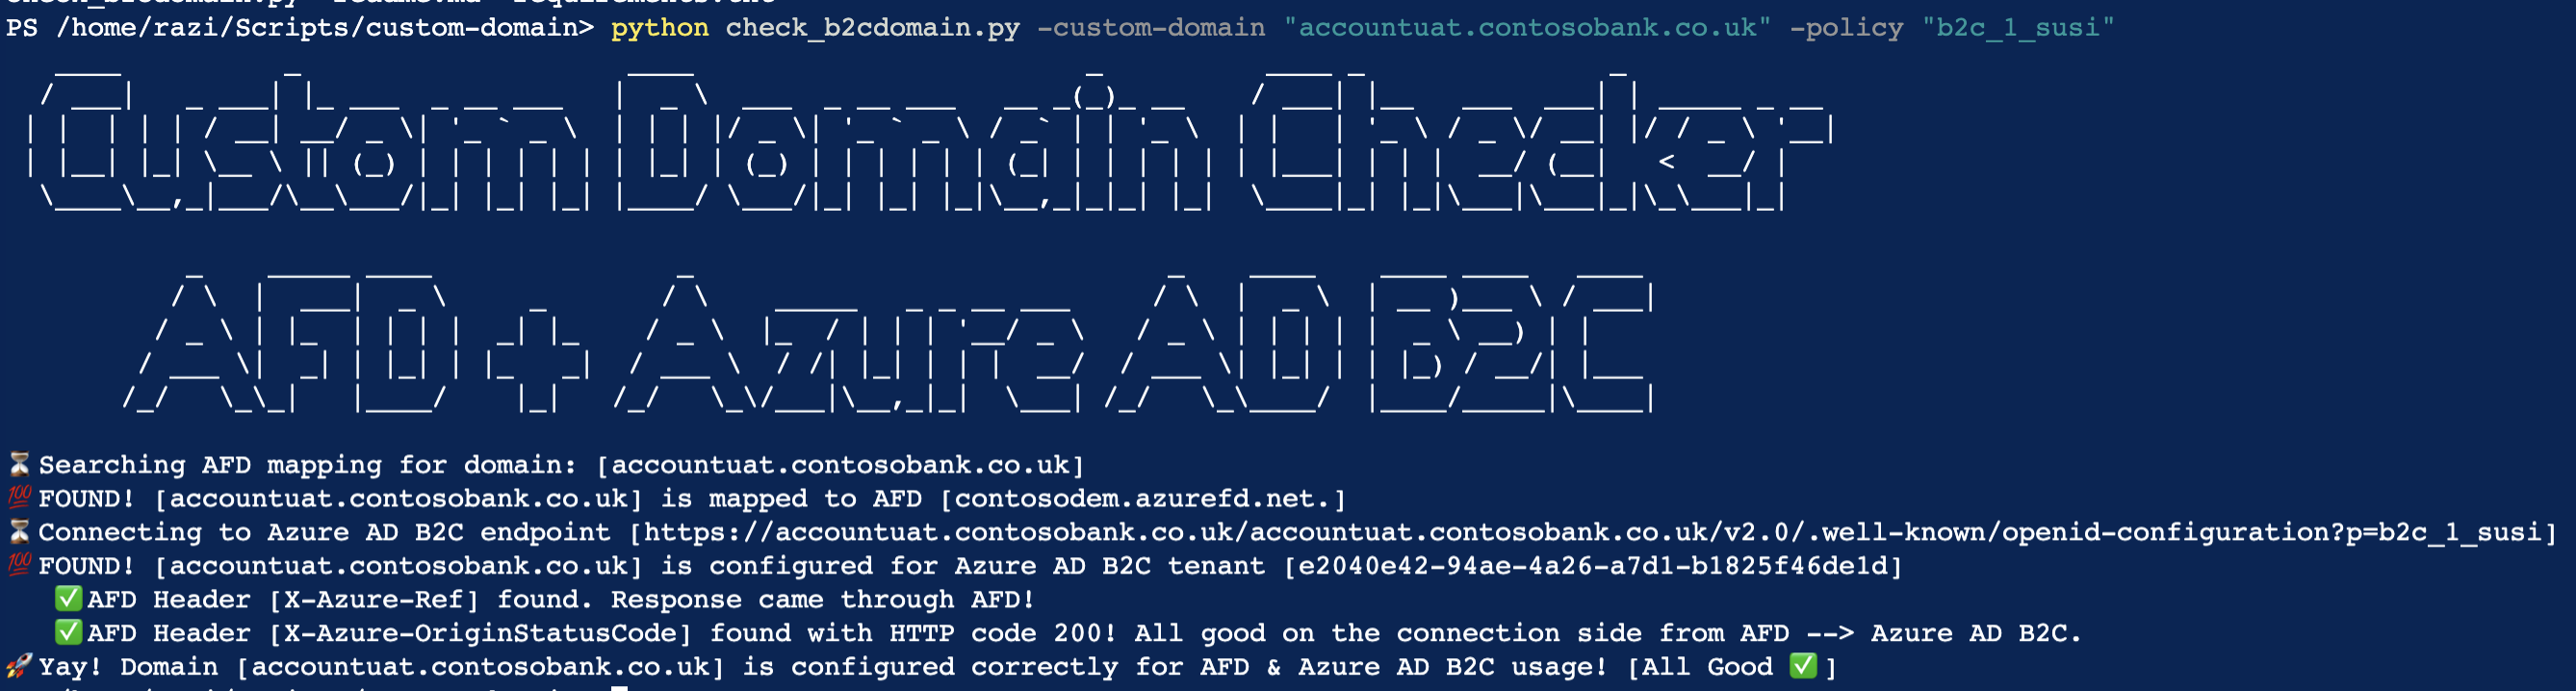 PS /home/razi/Scripts/custom-domain> python check_b2cdomain.py -custom-domain "accountuat.contosobank.co.uk" -policy "b2c_1_susi"
Custom Domain Checker
AFD + Azure AD B2C
⏳Searching AFD mapping for domain: [accountuat.contosobank.co.uk]
💯FOUND! [accountuat.contosobank.co.uk] is mapped to AFD [contosodem.azurefd.net.]
⏳Connecting to Azure AD B2C endpoint [https://accountuat.contosobank.co.uk/accountuat.contosobank.co.uk/v2.0/.well-known/openid-configuration?p=b2c_1_susi]
💯FOUND! [accountuat.contosobank.co.uk] is configured for Azure AD B2C tenant [e2040e42-94ae-4a26-a7d1-b1825f46de1d]
✅AFD Header [X-Azure-Ref] found. Response came through AFD!
✅AFD Header [X-Azure-OriginStatusCode] found with HTTP code 200! All good on the connection side from AFD --> Azure AD B2C.
🚀Yay! Domain [accountuat.contosobank.co.uk] is configured correctly for AFD & Azure AD B2C usage! [All Good ✅ ]